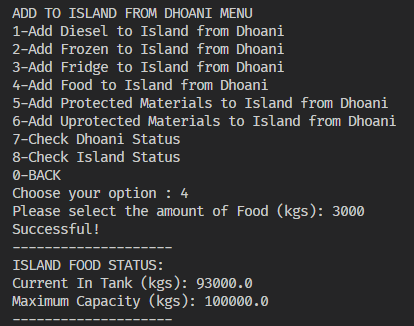 ADD TO ISLAND FROM DHOANI MENU
1-Add Diesel to Island from Dhoani
2-Add Frozen to Island from Dhoani
3-Add Fridge to Island from Dhoani
4-Add Food to Island from Dhoani
5-Add Protected Materials to Island from Dhoani
6-Add Uprotected Materials to Island from Dhoani
7-Check Dhoani Status
8-Check Island Status
0-BACK
Choose your option : 4
Please select the amount of Food (kgs): 3000
Successful!
--------------------
ISLAND FOOD STATUS:
Current In Tank (kgs): 93000.0
Maximum Capacity (kgs): 100000.0
--------------------